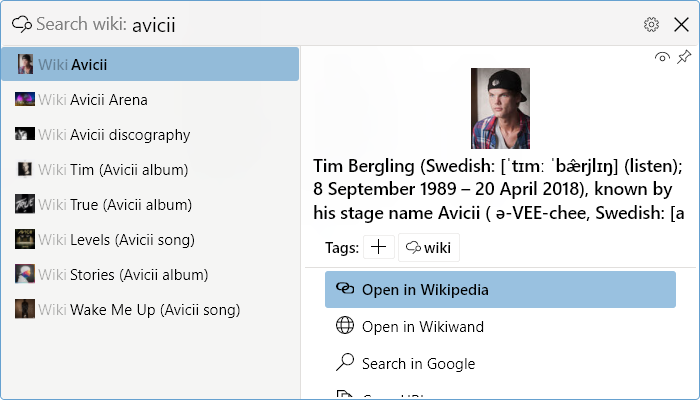 Search wiki: avicii
Wiki Avicii
Wiki Avicii Arena
Wiki Avicii discography
Wiki Tim (Avicii album)
Wiki True (Avicii album)
Wiki Levels (Avicii song)
Wiki Stories (Avicii album)
Wiki Wake Me Up (Avicii song)
Tim Bergling (Swedish: [ˈtɪmː ˈbæ̂rjlɪŋ] (listen);
8 September 1989 – 20 April 2018), known by
his stage name Avicii ( ə-VEE-chee, Swedish: [a
Tags: + wiki
Open in Wikipedia
Open in Wikiwand
Search in Google